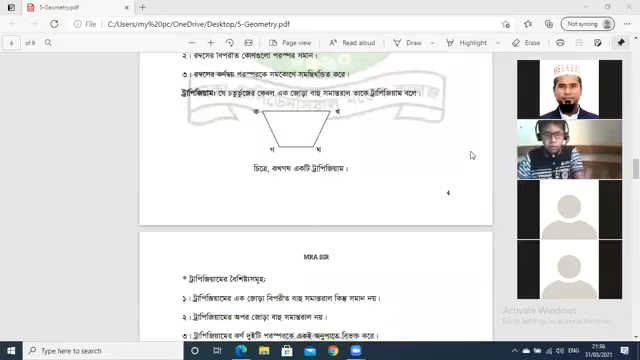 5-Geometry.pdf
C:/Users/my%20pc/OneDrive/Desktop/5-Geometry.pdf
Not syncing
4 of 9
Page view
A Read aloud
Draw
Highlight
Erase
২। রম্বসের বিপরীত কোণগুলো পরস্পর সমান।
৩। রম্বসের কর্ণদ্বয় পরস্পরকে সমকোণে সমদ্বিখণ্ডিত করে।
ট্রাপিজিয়াম: যে চতুর্ভুজের কেবল এক জোড়া বাহু সমান্তরাল তাকে ট্রাপিজিয়াম বলে
ক খ
গ ঘ
চিত্রে, কখগঘ একটি ট্রাপিজিয়াম।
4
MRA SIR
* ট্রাপিজিয়ামের বৈশিষ্ট্যসমূহ:
১। ট্রাপিজিয়ামের এক জোড়া বিপরীত বাহু সমান্তরাল কিন্তু সমান নয়।
২। ট্রাপিজিয়ামের অপর জোড়া বাহু সমান্তরাল নয়।
৩। ট্রাপিজিয়ামের কর্ণ দুইটি পরস্পরকে একই অনুপাতে বিভক্ত করে।
Activate Windows
Go to Settings to activate Windows.
Type here to search
ENG
21:36
31/03/2021